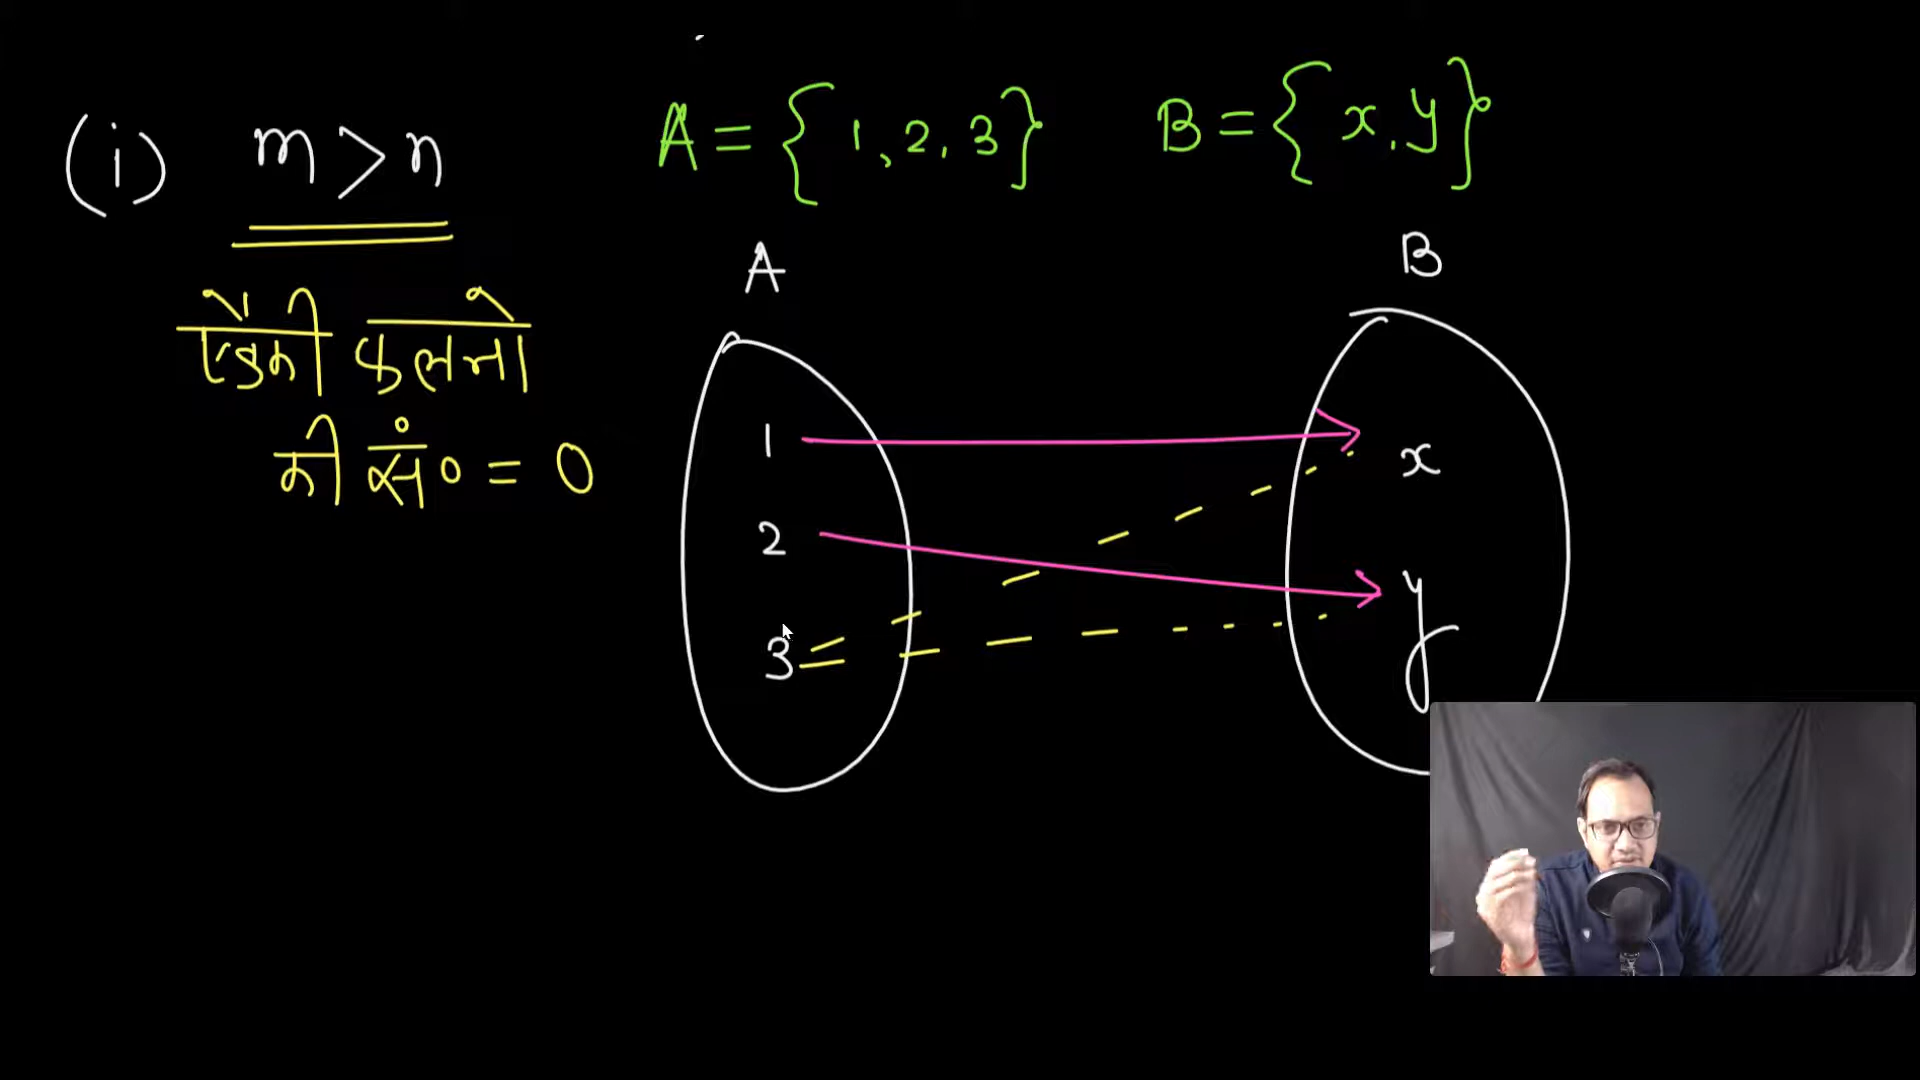 (i) m > n
A = { 1, 2, 3 }
B = { x, y }
एकैकी फलनों
की सं० = 0
A
B
1
2
3
x
y